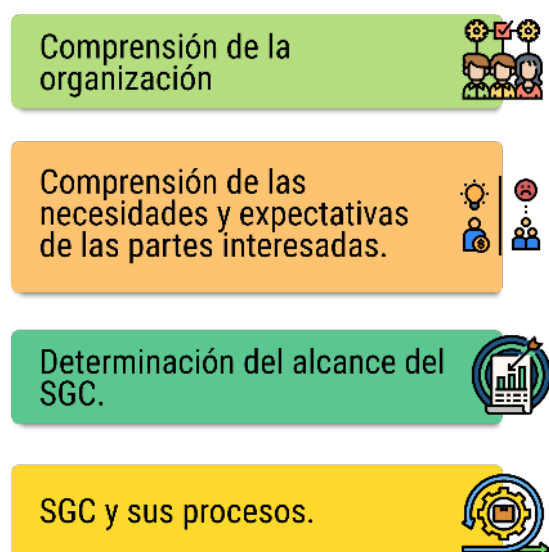 Comprensión de la
organización
Comprensión de las
necesidades y expectativas
de las partes interesadas.
Determinación del alcance del
SGC.
SGC y sus procesos.